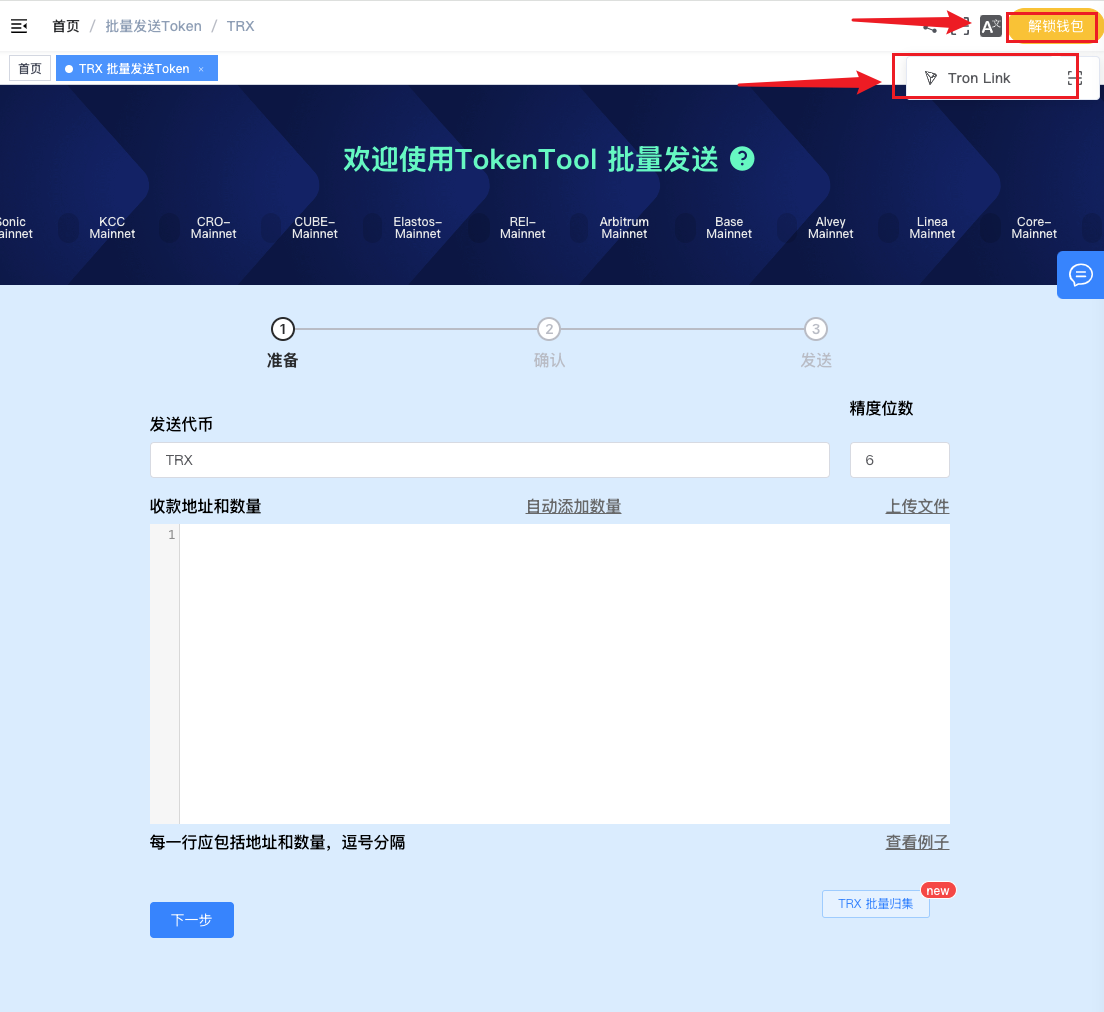 首页 / 批量发送Token / TRX
A文
解锁钱包
首页
TRX 批量发送Token ×
Tron Link
欢迎使用TokenTool 批量发送 ?
KCC Mainnet
CRO- Mainnet
CUBE- Mainnet
Elastos- Mainnet
REI- Mainnet
Arbitrum Mainnet
Base Mainnet
Alvey Mainnet
Linea Mainnet
Core- Mainnet
1 2 3
准备 确认 发送
发送代币
精度位数
TRX
6
收款地址和数量 自动添加数量 上传文件
1
每一行应包括地址和数量，逗号分隔 查看例子
new
TRX 批量归集
下一步